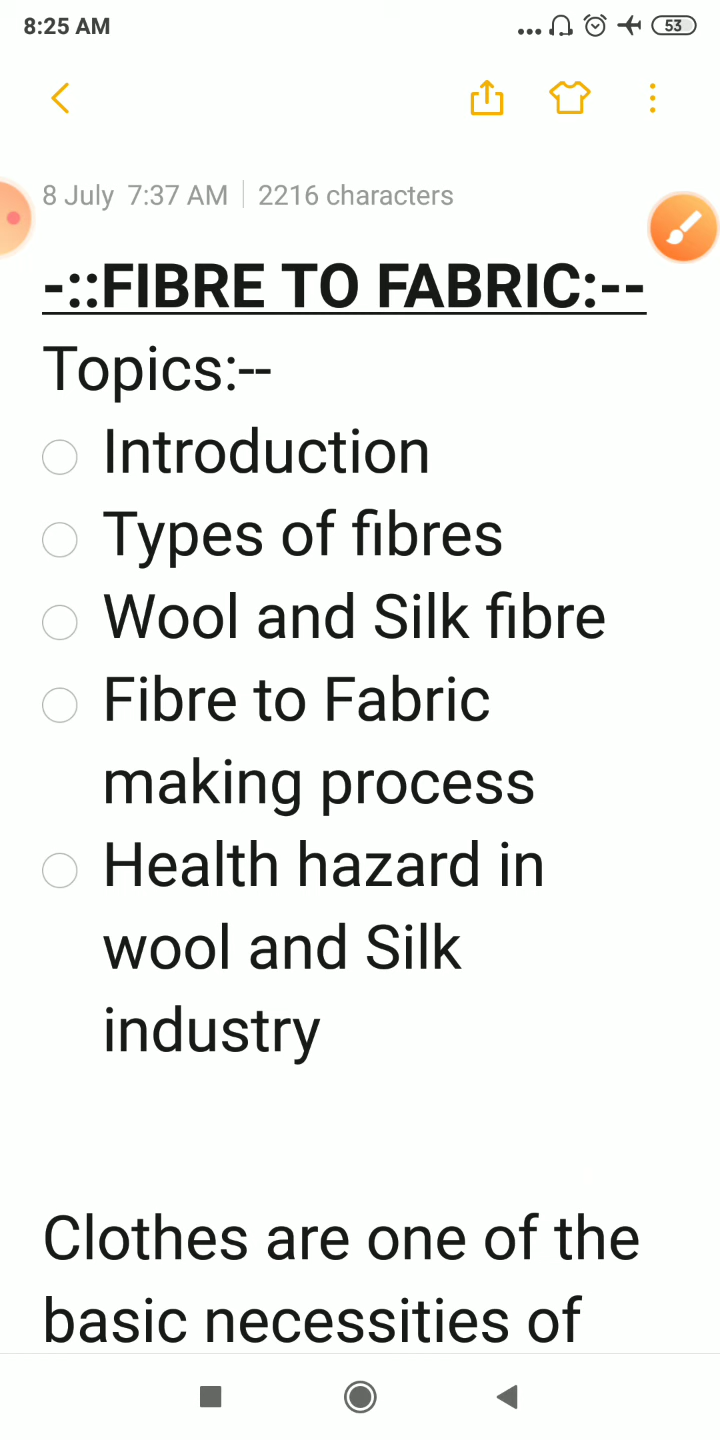 8:25 AM
53
8 July 7:37 AM | 2216 characters
-::FIBRE TO FABRIC:--
Topics:--
Introduction
Types of fibres
Wool and Silk fibre
Fibre to Fabric
making process
Health hazard in
wool and Silk
industry
Clothes are one of the
basic necessities of